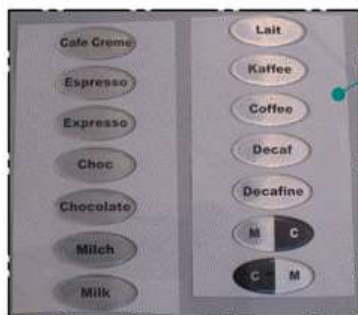 Cafe Creme
Espresso
Expresso
Choc
Chocolate
Milch
Milk
Lait
Kaffee
Coffee
Decaf
Decafine
M C
C M